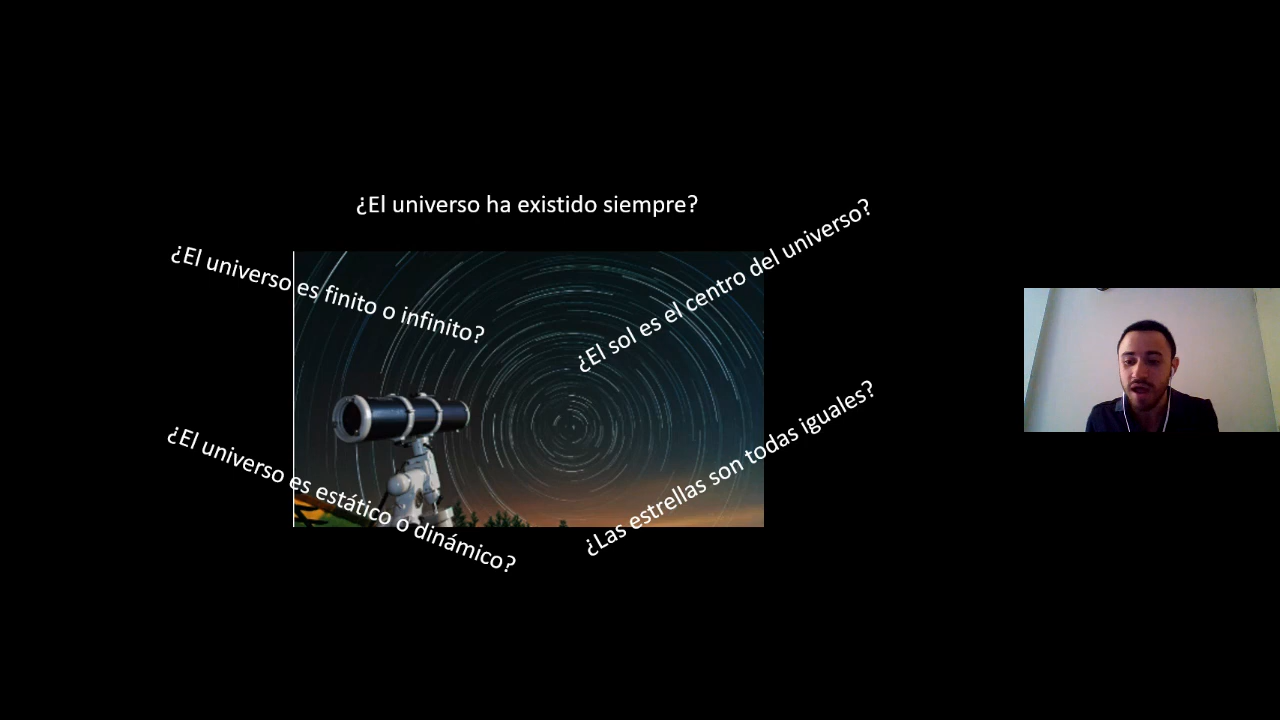 ¿El universo ha existido siempre?
¿El universo es finito o infinito?
¿El sol es el centro del universo?
¿El universo es estático o dinámico?
¿Las estrellas son todas iguales?